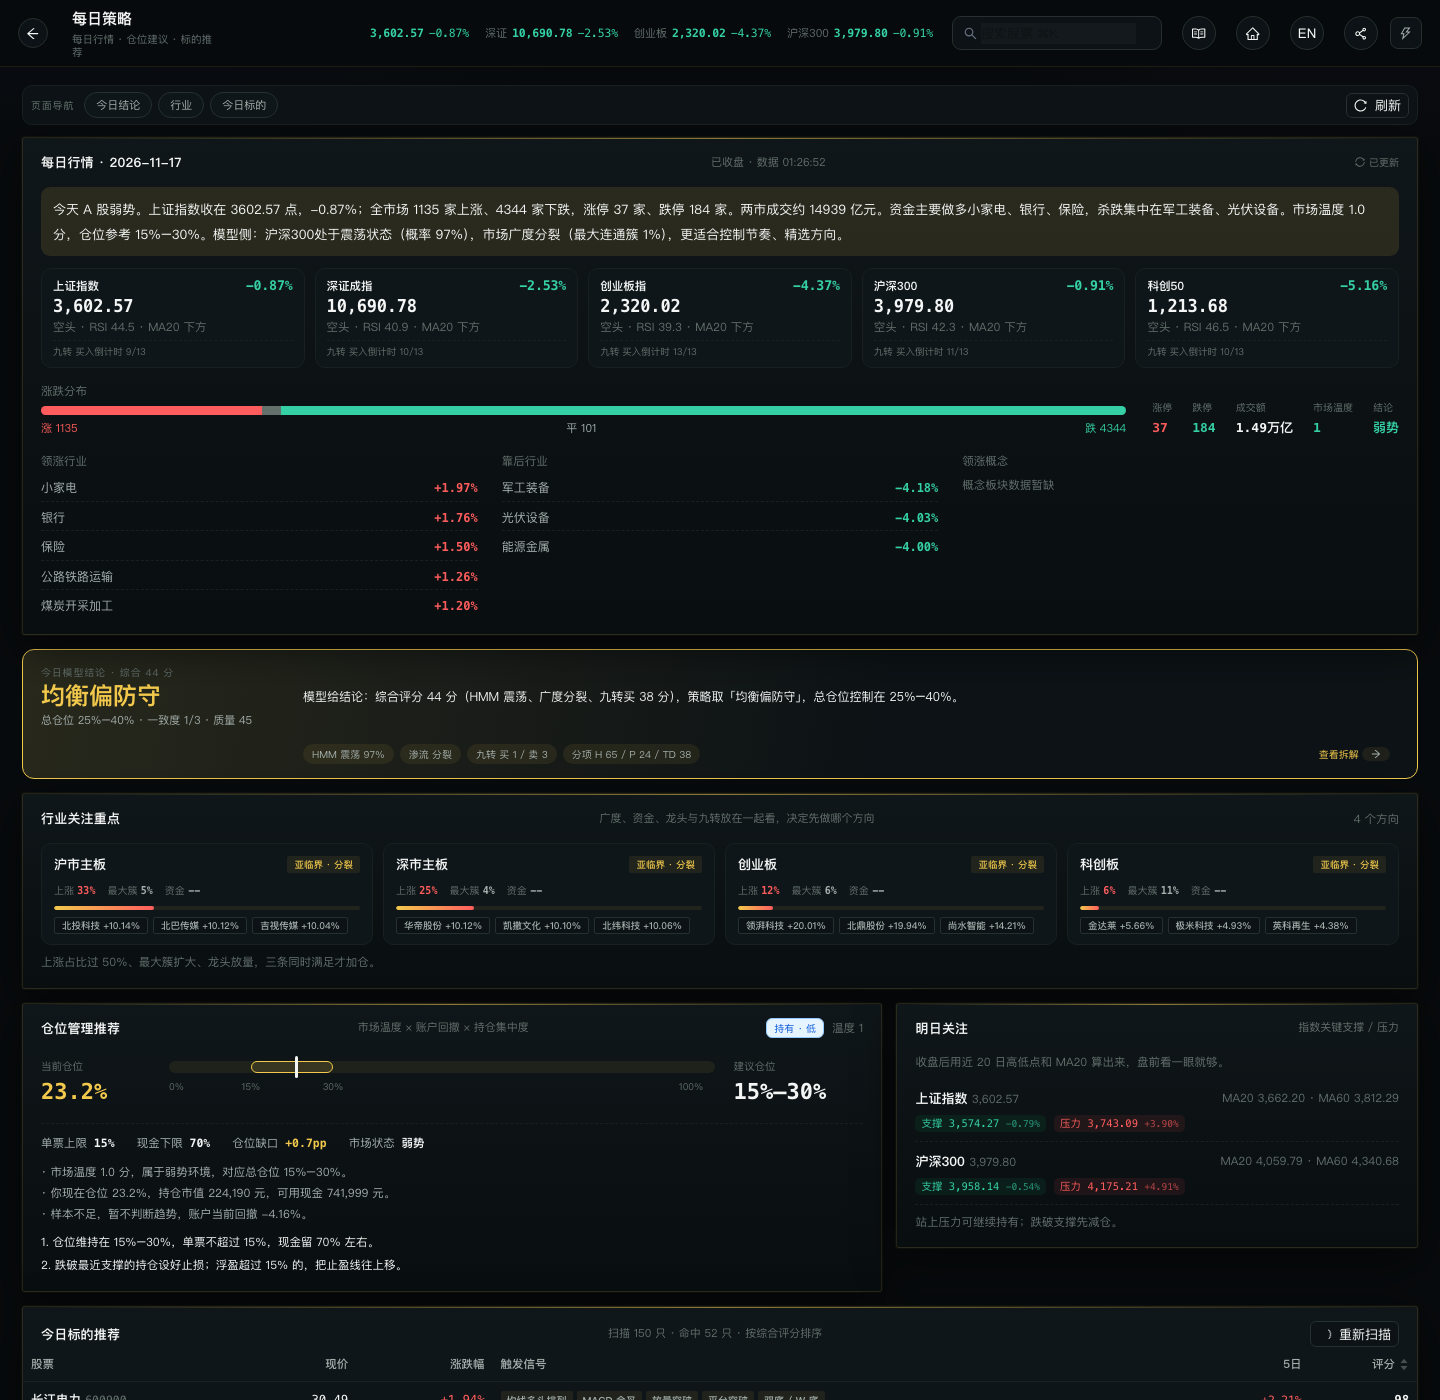 每日策略
每日行情 · 仓位建议 · 标的推荐
3,602.57 −0.87% 深证 10,690.78 −2.53% 创业板 2,320.02 −4.37% 沪深300 3,979.80 −0.91%
EN
页面导航 今日结论 行业 今日标的 刷新
每日行情 · 2026-11-17 已收盘 · 数据 01:26:52 已更新
今天 A 股弱势。上证指数收在 3602.57 点，-0.87%；全市场 1135 家上涨、4344 家下跌，涨停 37 家、跌停 184 家。两市成交约 14939 亿元。资金主要做多小家电、银行、保险，杀跌集中在军工装备、光伏设备。市场温度 1.0
分，仓位参考 15%—30%。模型侧：沪深300处于震荡状态（概率 97%），市场广度分裂（最大连通簇 1%），更适合控制节奏、精选方向。
上证指数 −0.87% 深证成指 −2.53% 创业板指 −4.37% 沪深300 −0.91% 科创50 −5.16%
3,602.57 10,690.78 2,320.02 3,979.80 1,213.68
空头 · RSI 44.5 · MA20 下方 空头 · RSI 40.9 · MA20 下方 空头 · RSI 39.3 · MA20 下方 空头 · RSI 42.3 · MA20 下方 空头 · RSI 46.5 · MA20 下方
九转 买入倒计时 9/13 九转 买入倒计时 10/13 九转 买入倒计时 13/13 九转 买入倒计时 11/13 九转 买入倒计时 10/13
涨跌分布
涨停 跌停 成交额 市场温度 结论
涨 1135 平 101 跌 4344 37 184 1.49万亿 1 弱势
领涨行业 靠后行业 领涨概念
小家电 +1.97% 军工装备 −4.18% 概念板块数据暂缺
银行 +1.76% 光伏设备 −4.03%
保险 +1.50% 能源金属 −4.00%
公路铁路运输 +1.26%
煤炭开采加工 +1.20%
今日模型结论 · 综合 44 分
均衡偏防守
总仓位 25%—40% · 一致度 1/3 · 质量 45
模型给结论：综合评分 44 分（HMM 震荡、广度分裂、九转买 38 分），策略取「均衡偏防守」，总仓位控制在 25%—40%。
HMM 震荡 97% 渗流 分裂 九转 买 1 / 卖 3 分项 H 65 / P 24 / TD 38 查看拆解
行业关注重点 广度、资金、龙头与九转放在一起看，决定先做哪个方向 4 个方向
沪市主板 亚临界 · 分裂 深市主板 亚临界 · 分裂 创业板 亚临界 · 分裂 科创板 亚临界 · 分裂
上涨 33% 最大簇 5% 资金 −− 上涨 25% 最大簇 4% 资金 −− 上涨 12% 最大簇 6% 资金 −− 上涨 6% 最大簇 11% 资金 −−
北投科技 +10.14% 北巴传媒 +10.12% 吉视传媒 +10.04% 华帝股份 +10.12% 凯撒文化 +10.10% 北纬科技 +10.06% 领湃科技 +20.01% 北鼎股份 +19.94% 尚水智能 +14.21% 金达莱 +5.66% 极米科技 +4.93% 英科再生 +4.38%
上涨占比过 50%、最大簇扩大、龙头放量，三条同时满足才加仓。
仓位管理推荐 市场温度 × 账户回撤 × 持仓集中度 持有 · 低 温度 1
当前仓位 建议仓位
23.2% 0% 15% 30% 100% 15%—30%
单票上限 15% 现金下限 70% 仓位缺口 +0.7pp 市场状态 弱势
· 市场温度 1.0 分，属于弱势环境，对应总仓位 15%—30%。
· 你现在仓位 23.2%，持仓市值 224,190 元，可用现金 741,999 元。
· 样本不足，暂不判断趋势，账户当前回撤 -4.16%。
1. 仓位维持在 15%—30%，单票不超过 15%，现金留 70% 左右。
2. 跌破最近支撑的持仓设好止损；浮盈超过 15% 的，把止盈线往上移。
明日关注 指数关键支撑 / 压力
收盘后用近 20 日高低点和 MA20 算出来，盘前看一眼就够。
上证指数 3,602.57 MA20 3,662.20 · MA60 3,812.29
支撑 3,574.27 −0.79% 压力 3,743.09 +3.90%
沪深300 3,979.80 MA20 4,059.79 · MA60 4,340.68
支撑 3,958.14 −0.54% 压力 4,175.21 +4.91%
站上压力可继续持有；跌破支撑先减仓。
今日标的推荐 扫描 150 只 · 命中 52 只 · 按综合评分排序 重新扫描
股票 现价 涨跌幅 触发信号 5日 评分
长江电力 600900 30.49 +1.94% +2.21% 98